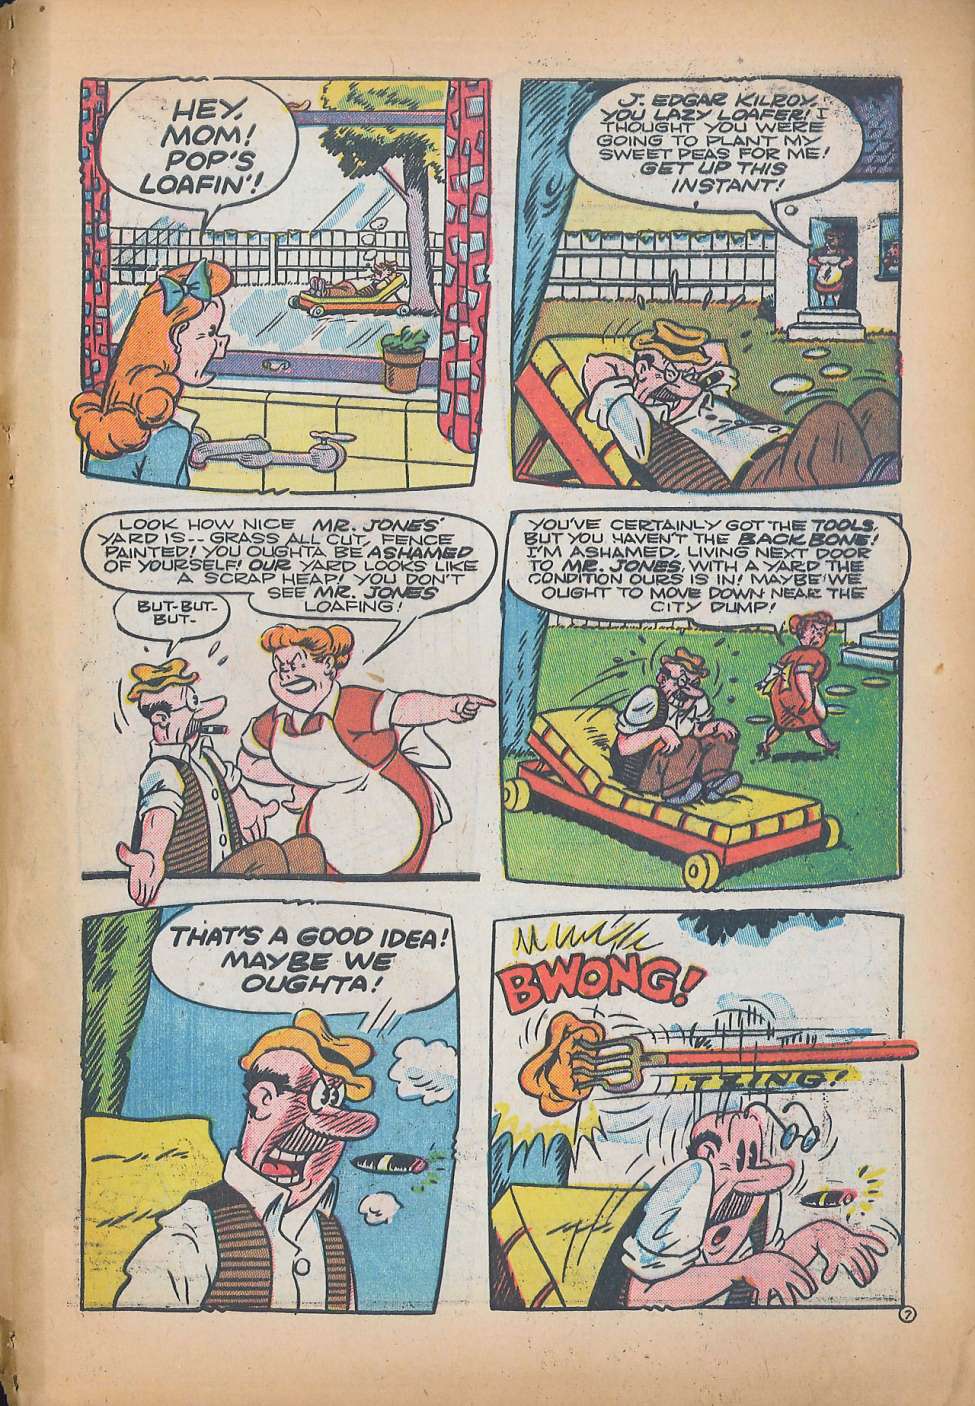 HEY,
MOM!
POP'S
LOAFIN'!
J. EDGAR KILROY,
YOU LAZY LOAFER! I
THOUGHT YOU WERE
GOING TO PLANT MY
SWEET PEAS FOR ME!
GET UP THIS
INSTANT!
LOOK HOW NICE MR. JONES'
YARD IS-- GRASS ALL CUT, FENCE
PAINTED! YOU OUGHTA BE ASHAMED
OF YOURSELF! OUR YARD LOOKS LIKE
A SCRAP HEAP! YOU DON'T
SEE MR. JONES
LOAFING!
BUT-BUT-
BUT-
YOU'VE CERTAINLY GOT THE TOOLS,
BUT YOU HAVEN'T THE BACKBONE!
I'M ASHAMED, LIVING NEXT DOOR
TO MR. JONES, WITH A YARD THE
CONDITION OURS IS IN! MAYBE WE
OUGHT TO MOVE DOWN NEAR THE
CITY DUMP!
THAT'S A GOOD IDEA!
MAYBE WE
OUGHTA!
BWONG!
TZING!
7